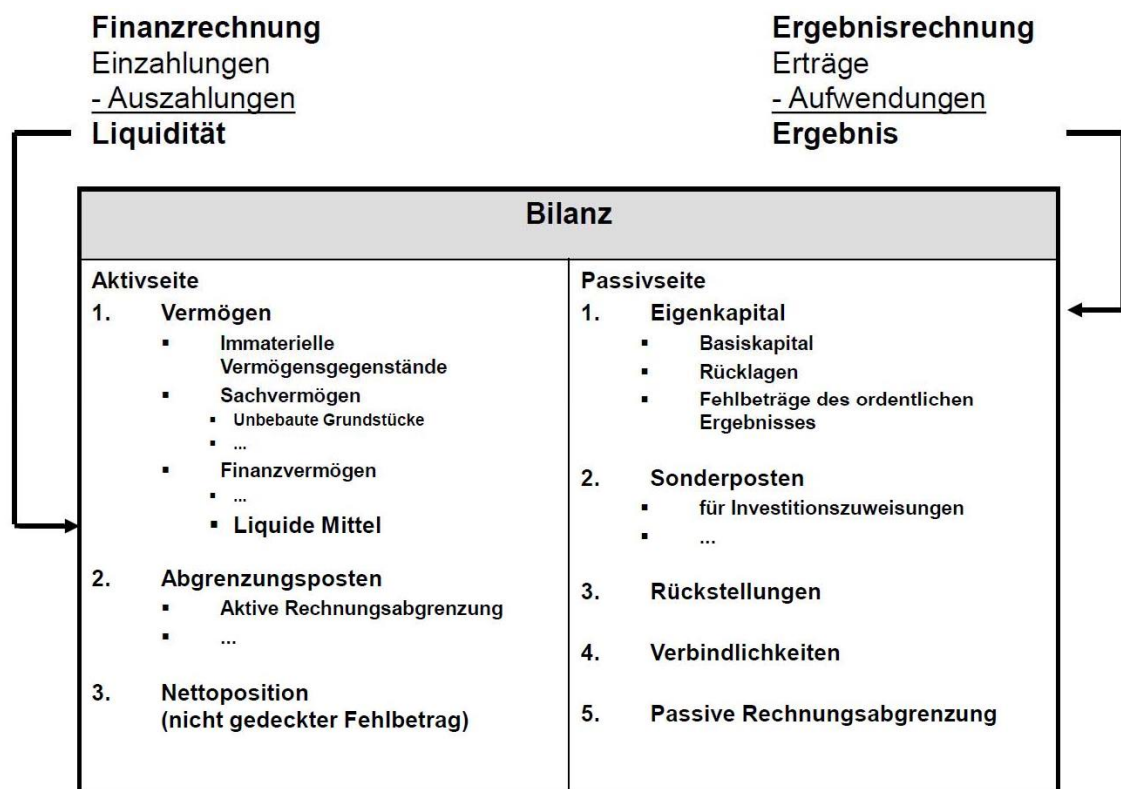 Finanzrechnung
Einzahlungen
- Auszahlungen
Liquidität
Ergebnisrechnung
Erträge
- Aufwendungen
Ergebnis
Bilanz
Aktivseite
1. Vermögen
▪ Immaterielle
Vermögensgegenstände
▪ Sachvermögen
▪ Unbebaute Grundstücke
▪ ...
▪ Finanzvermögen
▪ ...
▪ Liquide Mittel
2. Abgrenzungsposten
▪ Aktive Rechnungsabgrenzung
▪ ...
3. Nettoposition
(nicht gedeckter Fehlbetrag)
Passivseite
1. Eigenkapital
▪ Basiskapital
▪ Rücklagen
▪ Fehlbeträge des ordentlichen
Ergebnisses
2. Sonderposten
▪ für Investitionszuweisungen
▪ ...
3. Rückstellungen
4. Verbindlichkeiten
5. Passive Rechnungsabgrenzung